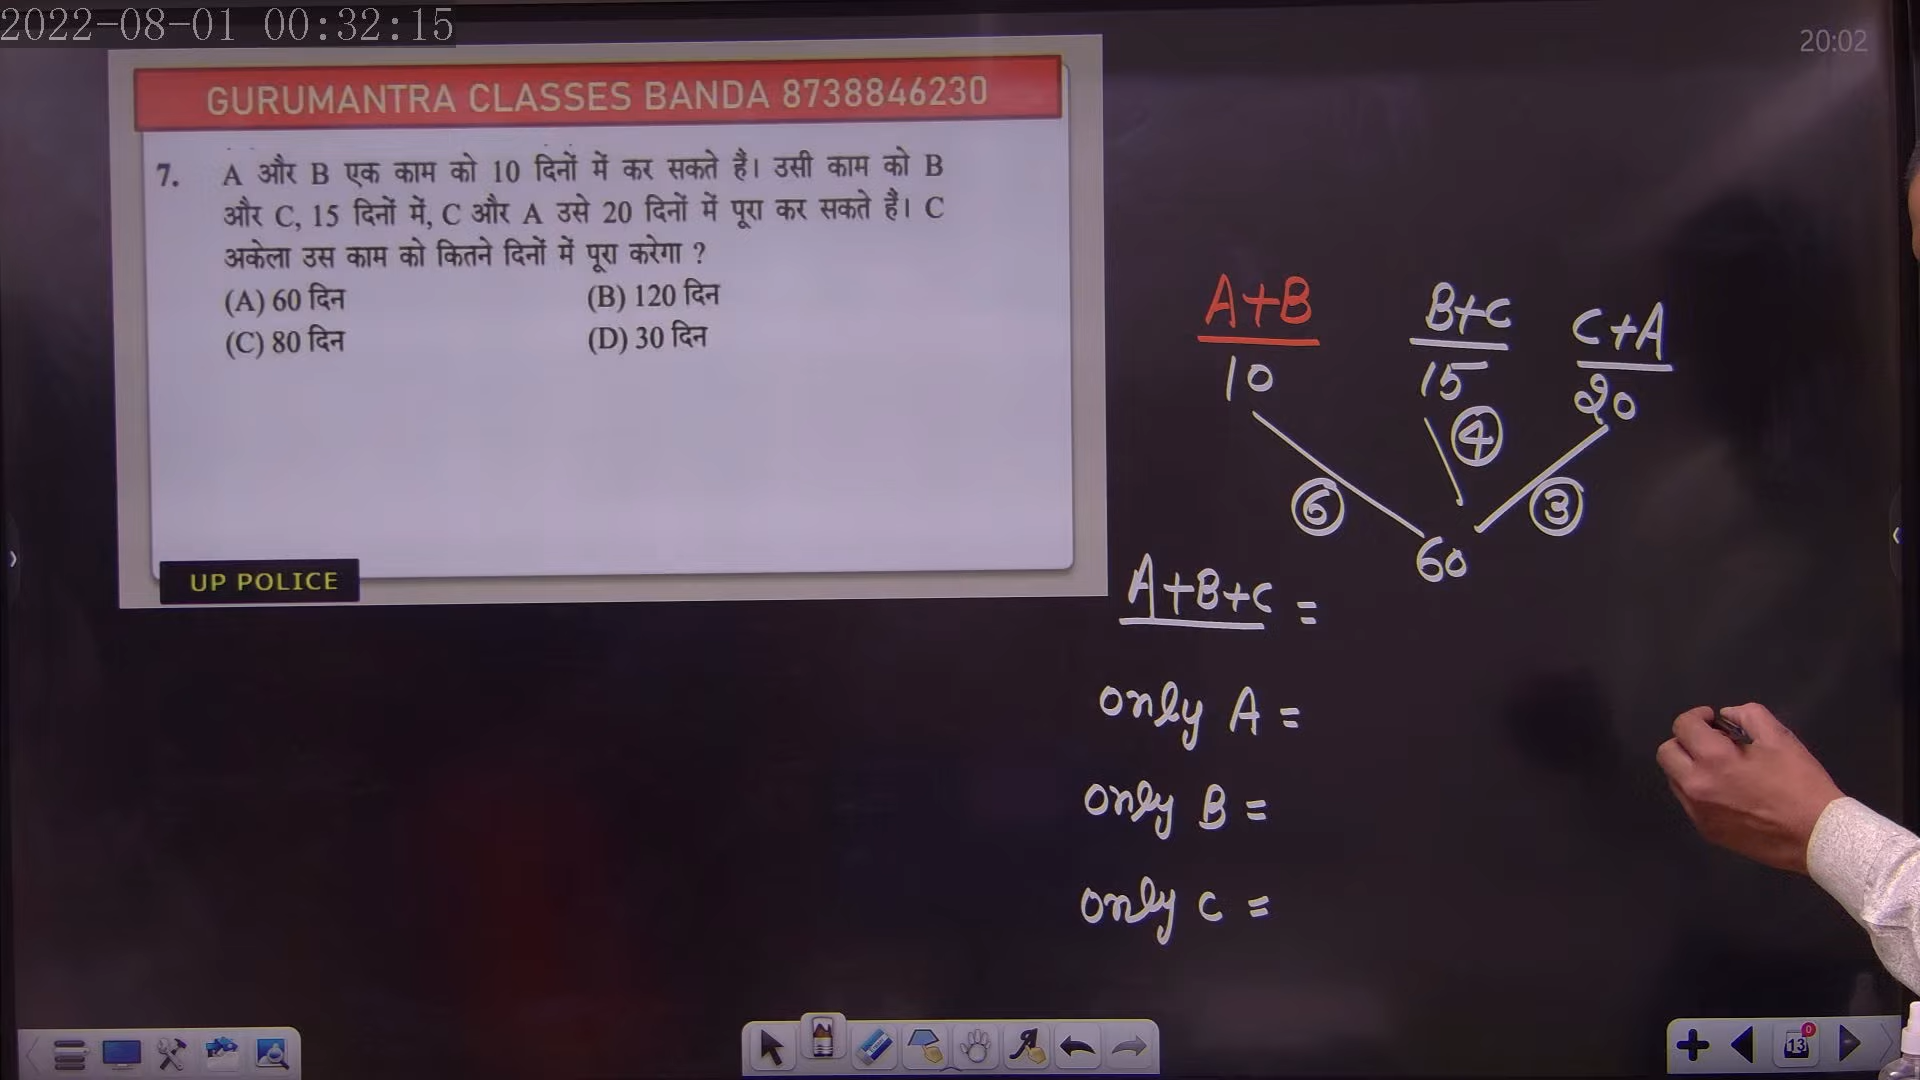 2022-08-01 00:32:15
20:02
GURUMANTRA CLASSES BANDA 8738846230
7. A और B एक काम को 10 दिनों में कर सकते हैं। उसी काम को B
और C, 15 दिनों में, C और A उसे 20 दिनों में पूरा कर सकते हैं। C
अकेला उस काम को कितने दिनों में पूरा करेगा ?
(A) 60 दिन (B) 120 दिन
(C) 80 दिन (D) 30 दिन
UP POLICE
A+B B+C C+A
10 15 20
4
6 3
60
A+B+C =
only A =
only B =
only C =
0
13